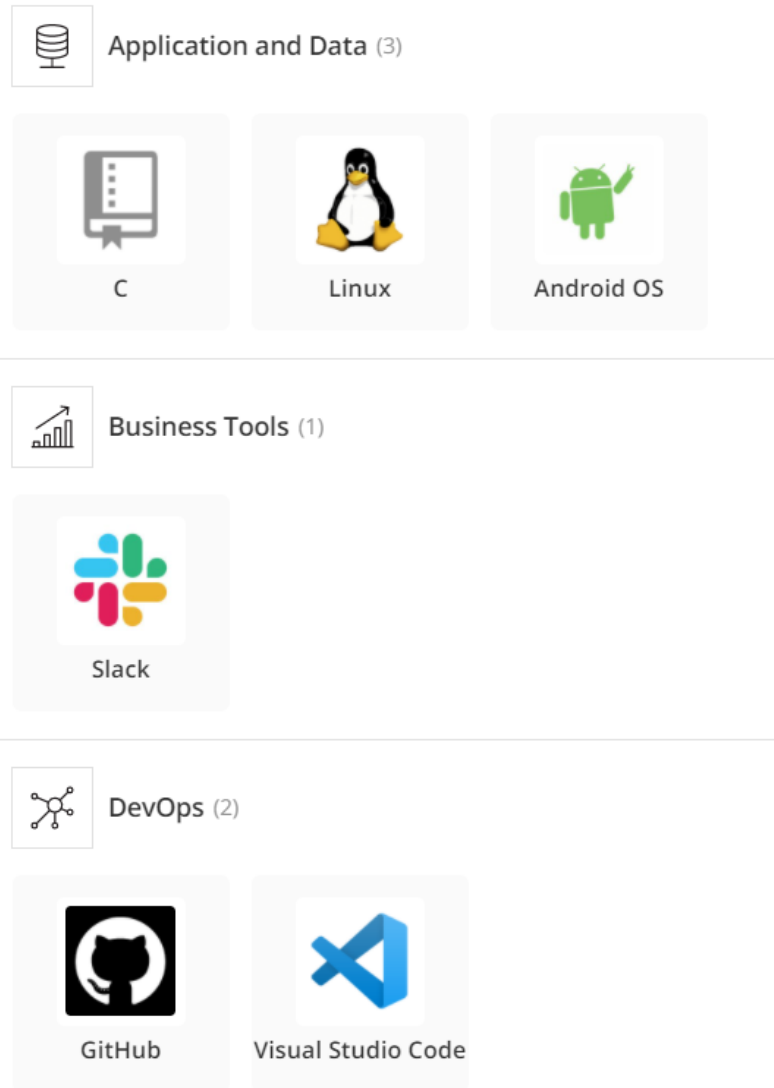 Application and Data (3)
C
Linux
Android OS
Business Tools (1)
Slack
DevOps (2)
GitHub
Visual Studio Code